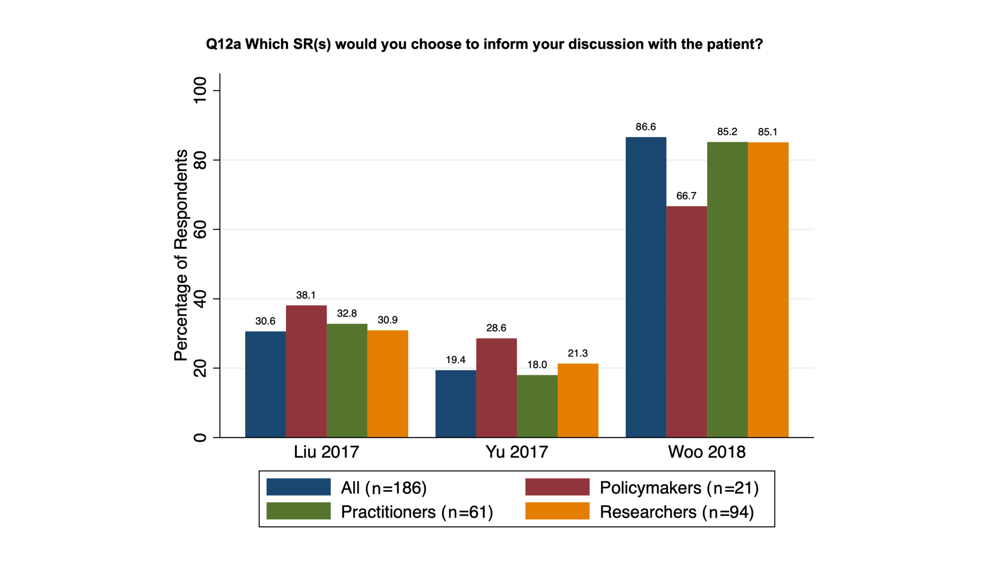 Q12a Which SR(s) would you choose to inform your discussion with the patient?
Percentage of Respondents
100
80
60
40
20
0
30.6
38.1
32.8
30.9
19.4
28.6
18.0
21.3
86.6
66.7
85.2
85.1
Liu 2017
Yu 2017
Woo 2018
All (n=186)
Policymakers (n=21)
Practitioners (n=61)
Researchers (n=94)